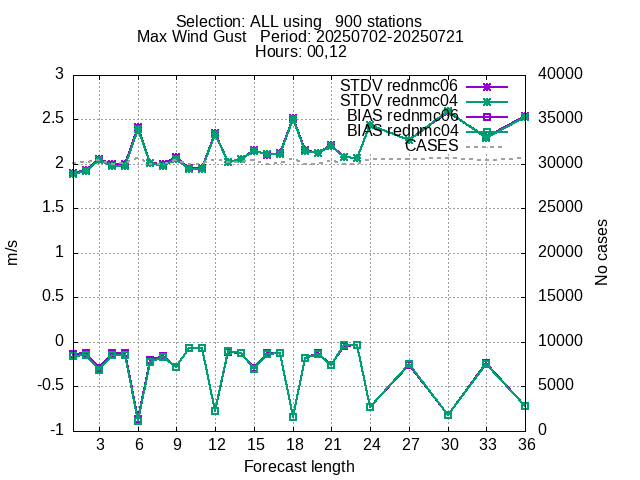 Selection: ALL using   900 stations
Max Wind Gust   Period: 20250702-20250721
Hours: 00,12
STDV rednmc06
STDV rednmc04
BIAS rednmc06
BIAS rednmc04
CASES
3
2.5
2
1.5
1
0.5
0
-0.5
-1
m/s
40000
35000
30000
25000
20000
15000
10000
5000
0
No cases
3 6 9 12 15 18 21 24 27 30 33 36
Forecast length